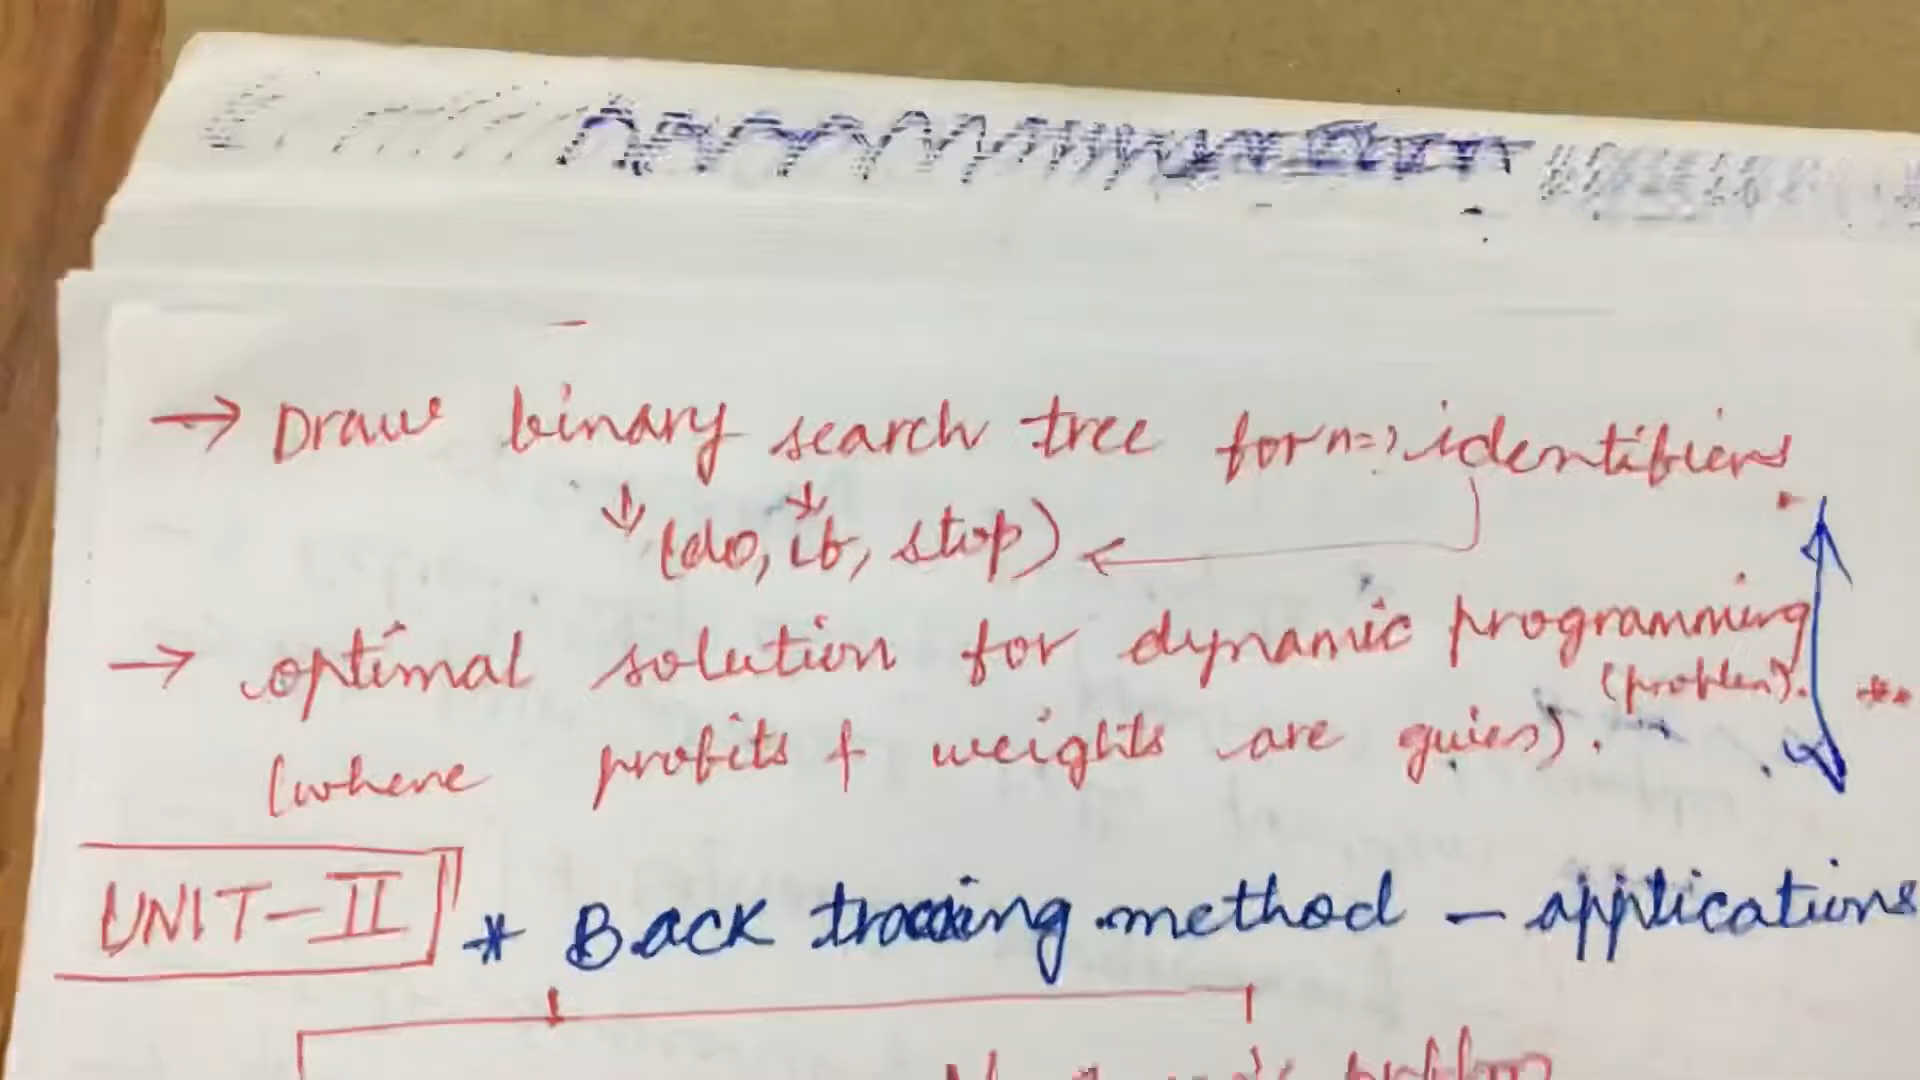 → Draw binary search tree for n=> identifiers.
(do, if, stop)
→ optimal solution for dynamic programming
(problem).
(where profits & weights are given).
UNIT-II * Back tracking method - applications
problem